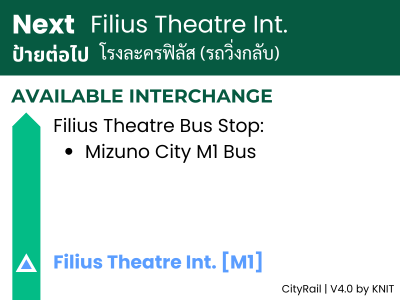 Next Filius Theatre Int.
ป้ายต่อไป โรงละครฟิลัส (รถวิ่งกลับ)
AVAILABLE INTERCHANGE
Filius Theatre Bus Stop:
• Mizuno City M1 Bus
Filius Theatre Int. [M1]
CityRail | V4.0 by KNIT